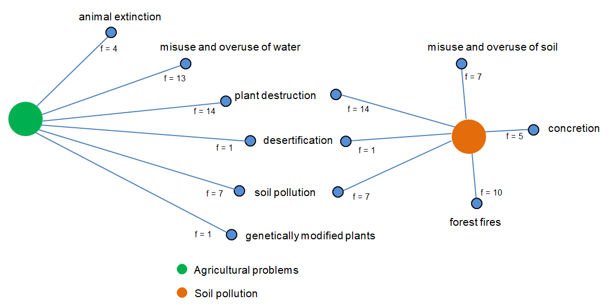 animal extinction
f = 4
misuse and overuse of water
f = 13
misuse and overuse of soil
f = 7
plant destruction
f = 14
f = 14
concretion
f = 5
desertification
f = 1
f = 1
soil pollution
f = 7
f = 7
f = 10
forest fires
genetically modified plants
f = 1
Agricultural problems
Soil pollution